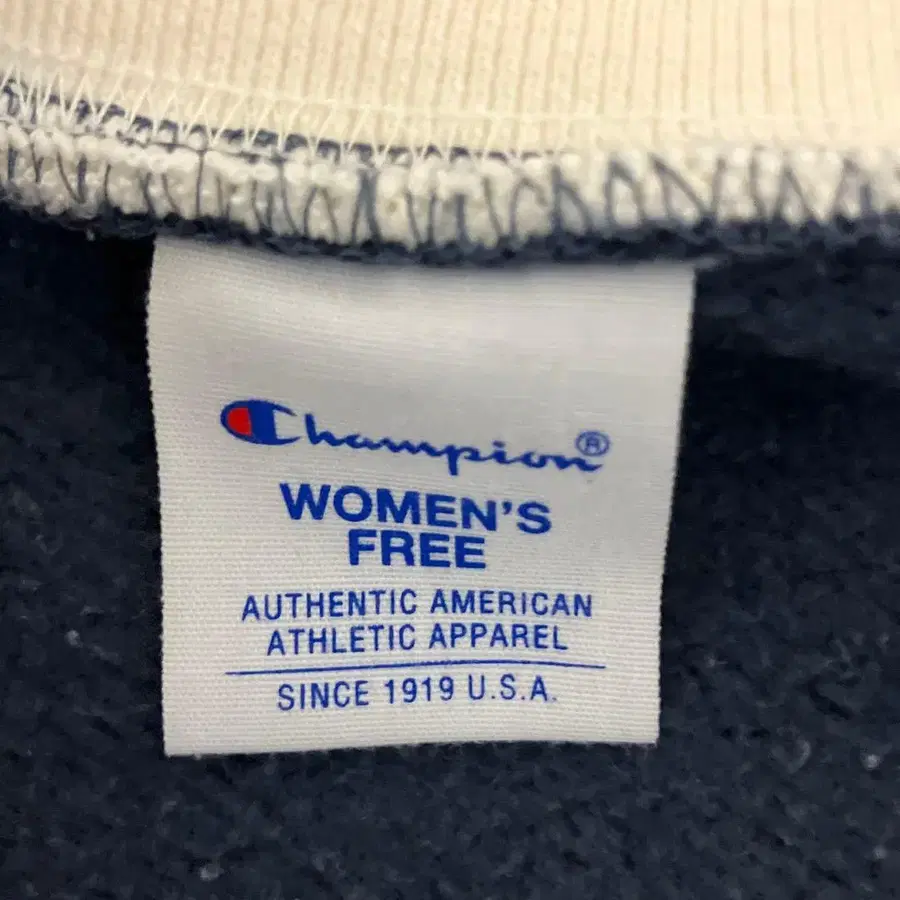 Champion®
WOMEN'S
FREE
AUTHENTIC AMERICAN
ATHLETIC APPAREL
SINCE 1919 U.S.A.